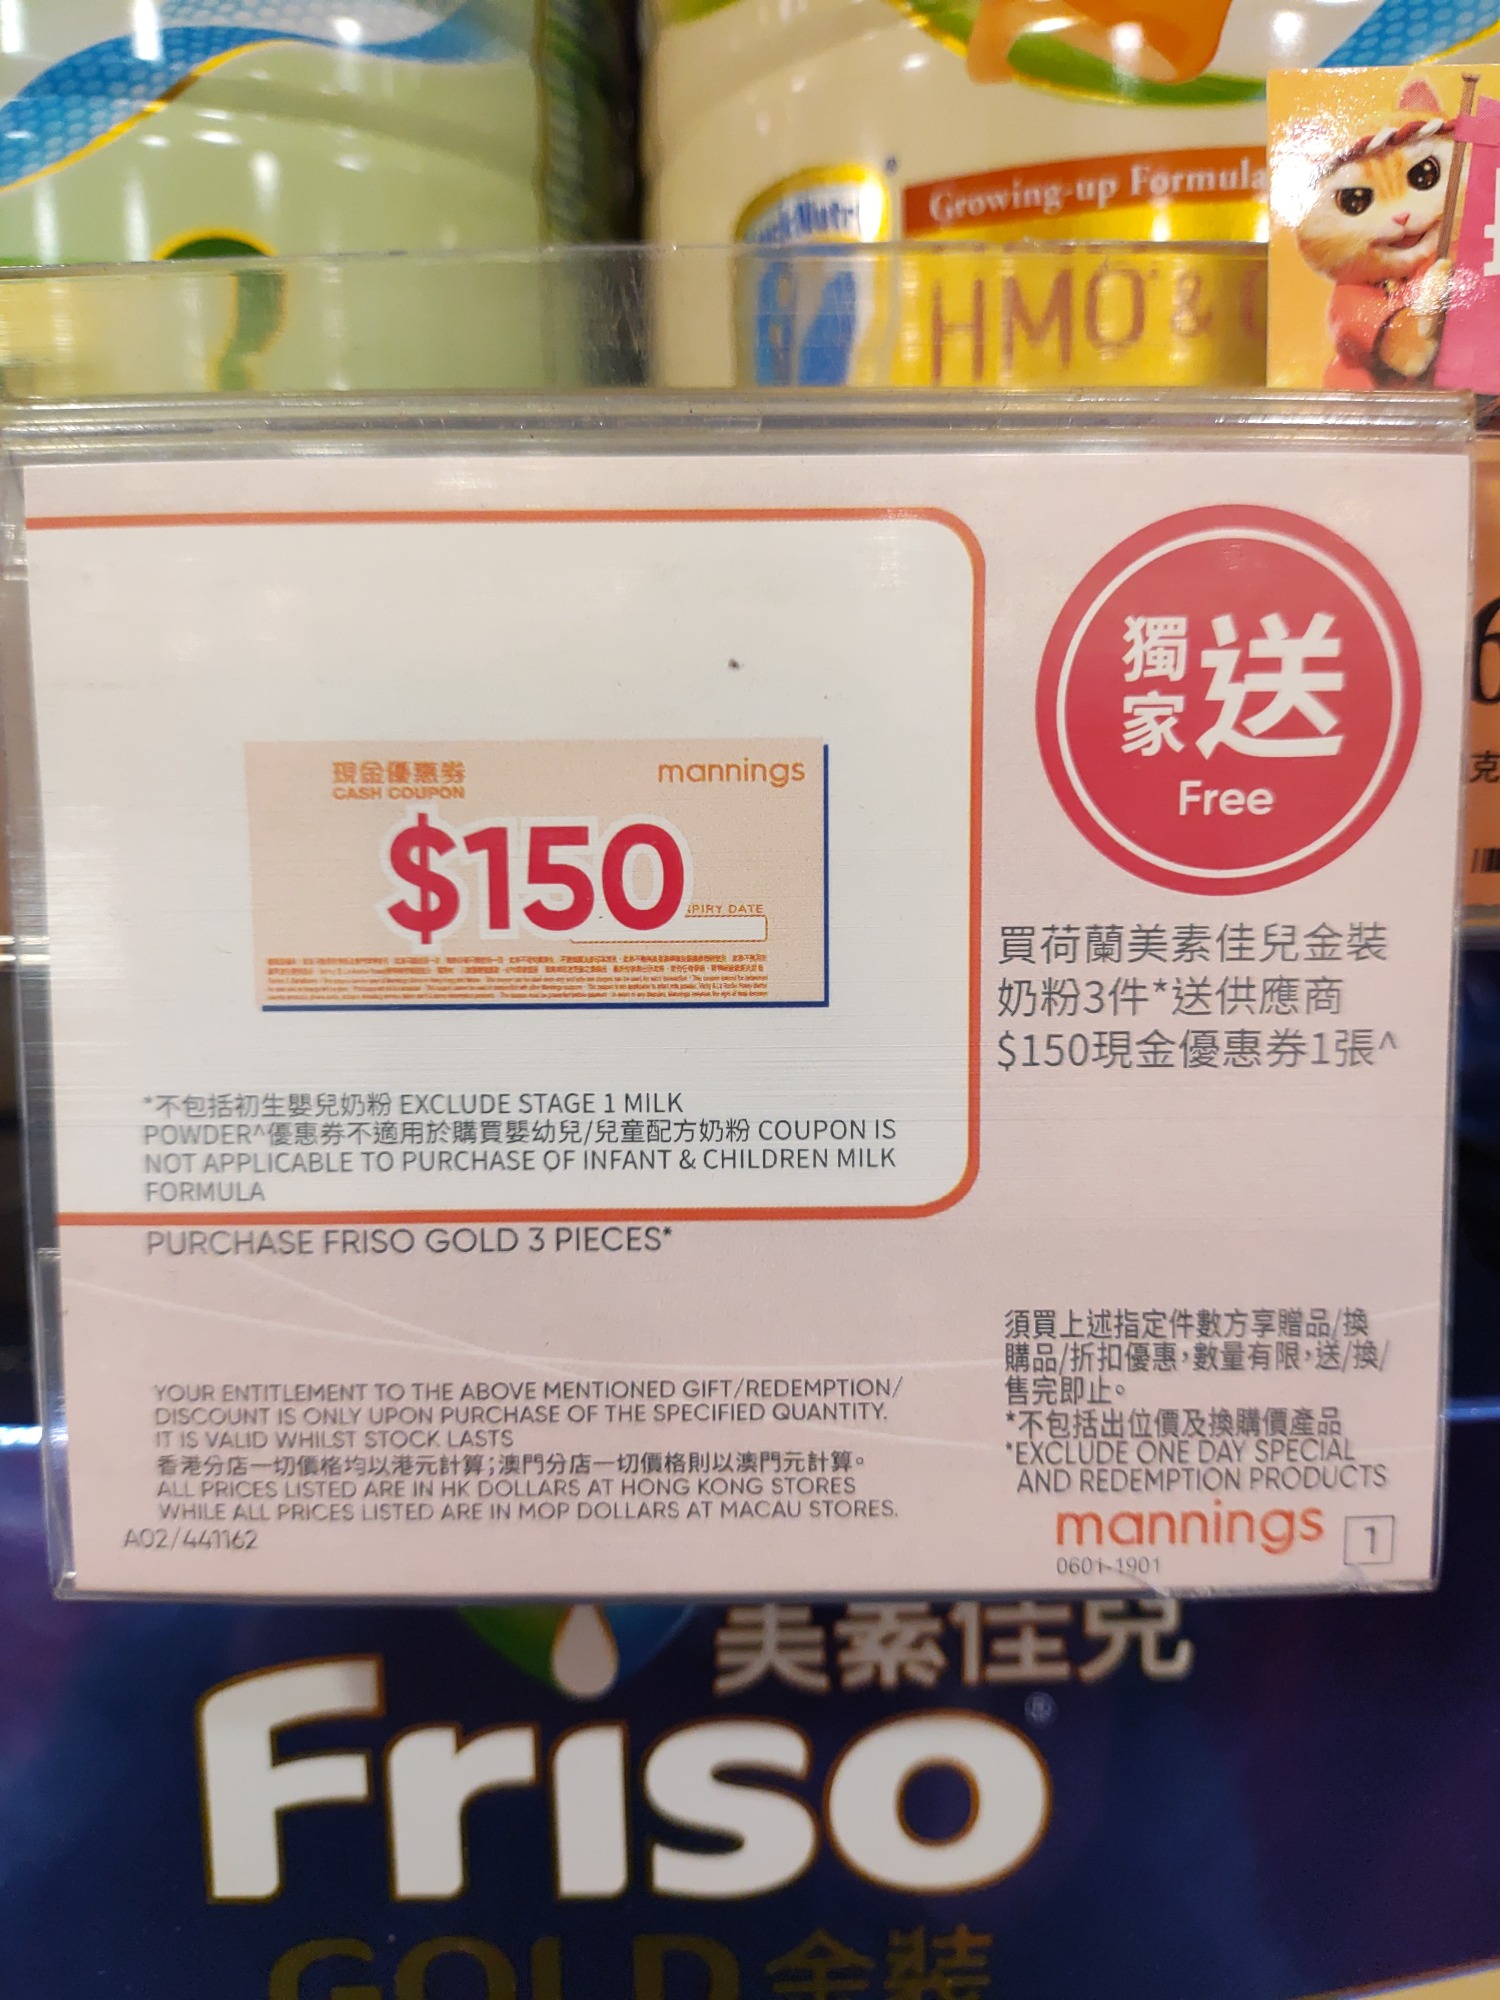 Growing-up Formula
HMO &
獨家 送
Free
現金優惠券
CASH COUPON
mannings
$150
PIRY DATE
買荷蘭美素佳兒金裝
奶粉3件*送供應商
$150現金優惠券1張^
*不包括初生嬰兒奶粉 EXCLUDE STAGE 1 MILK
POWDER^優惠券不適用於購買嬰幼兒/兒童配方奶粉 COUPON IS
NOT APPLICABLE TO PURCHASE OF INFANT & CHILDREN MILK
FORMULA
PURCHASE FRISO GOLD 3 PIECES*
須買上述指定件數方享贈品/換
購品/折扣優惠,數量有限,送/換/
售完即止。
*不包括出位價及換購價產品
*EXCLUDE ONE DAY SPECIAL
AND REDEMPTION PRODUCTS
YOUR ENTITLEMENT TO THE ABOVE MENTIONED GIFT/REDEMPTION/
DISCOUNT IS ONLY UPON PURCHASE OF THE SPECIFIED QUANTITY.
IT IS VALID WHILST STOCK LASTS
香港分店一切價格均以港元計算;澳門分店一切價格則以澳門元計算。
ALL PRICES LISTED ARE IN HK DOLLARS AT HONG KONG STORES
WHILE ALL PRICES LISTED ARE IN MOP DOLLARS AT MACAU STORES.
A02/441162
mannings 1
0601-1901
美素佳兒
Friso
GOLD 金裝